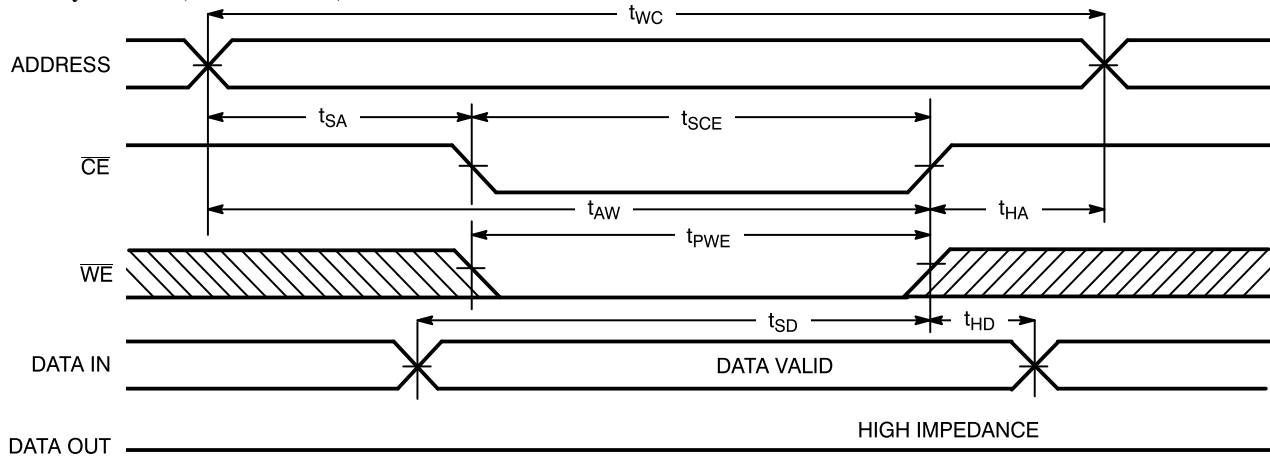 tWC
ADDRESS
tSA
tSCE
CE
tAW
tHA
tPWE
WE
tSD
tHD
DATA IN
DATA VALID
HIGH IMPEDANCE
DATA OUT